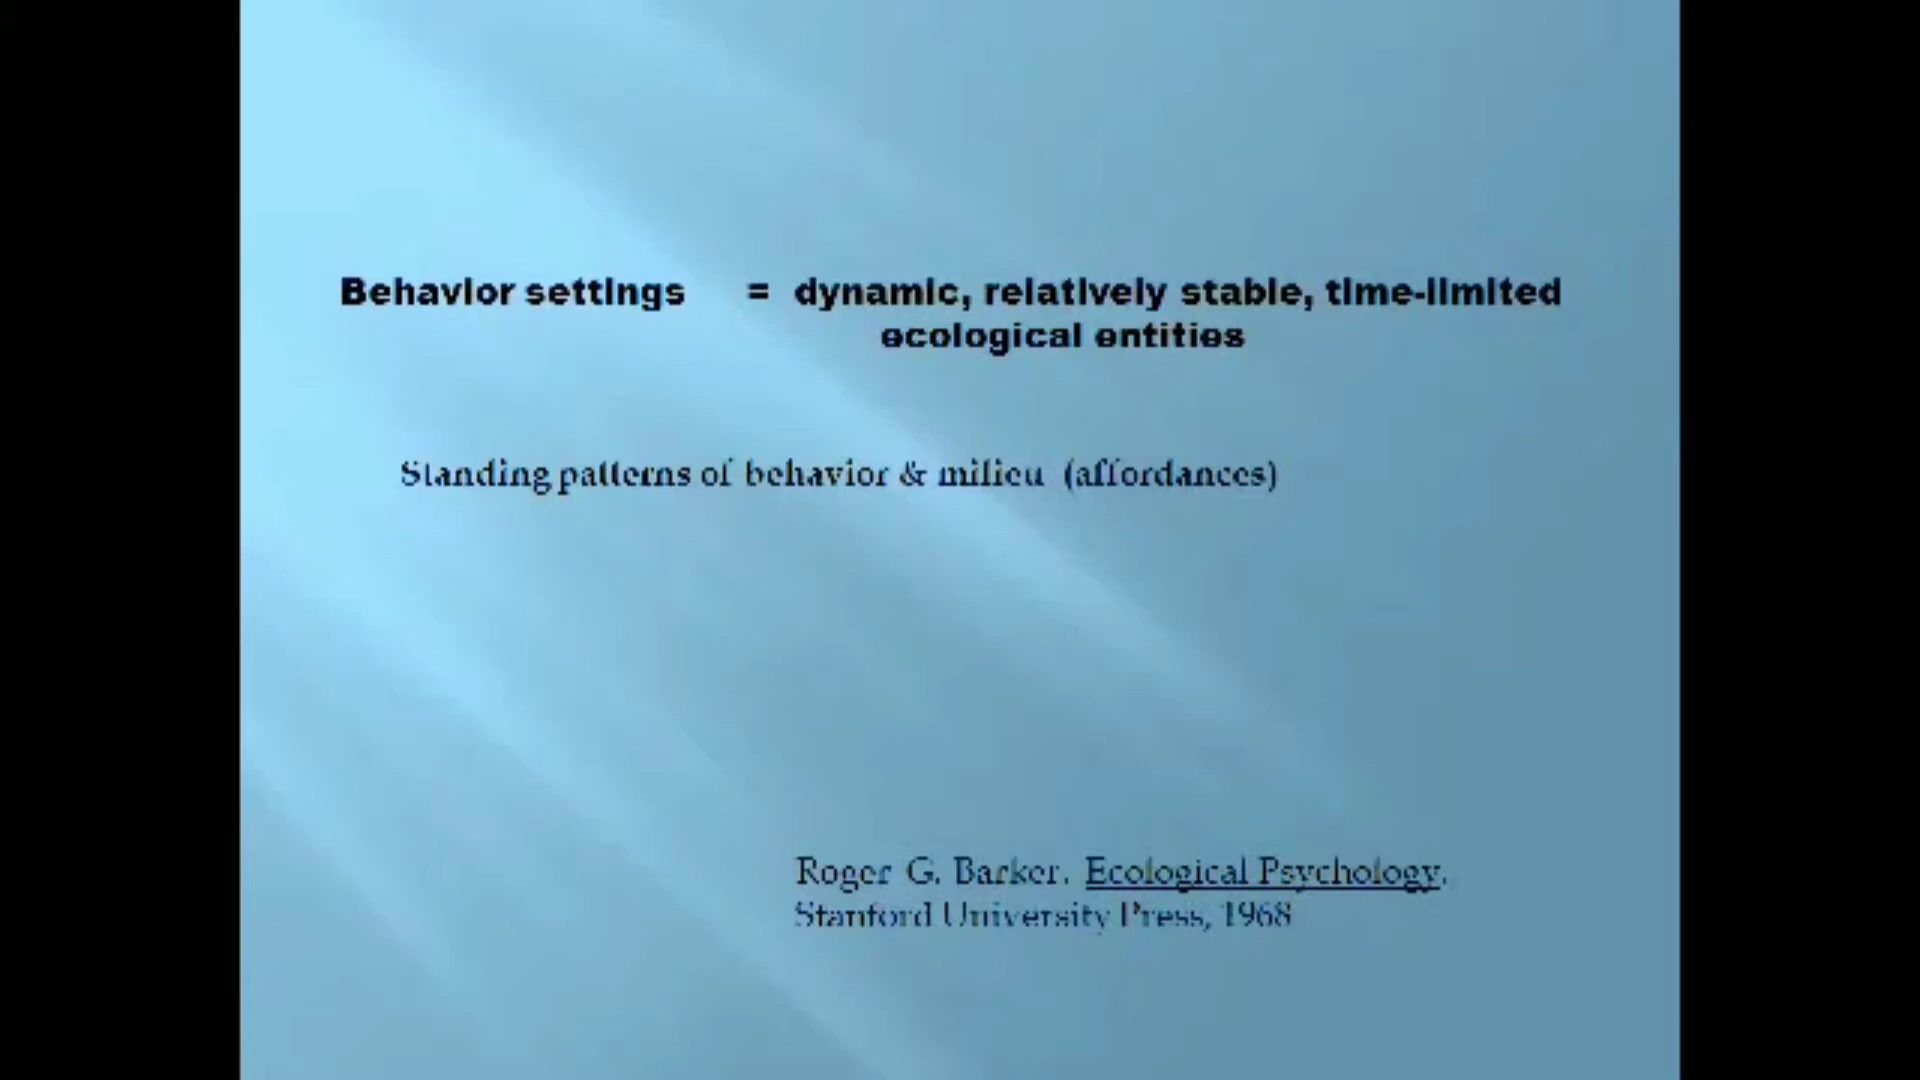 Behavior settings = dynamic, relatively stable, time-limited
ecological entities
Standing patterns of behavior & milieu (affordances)
Roger G. Barker. Ecological Psychology.
Stanford University Press, 1968